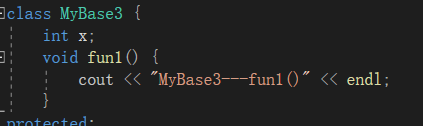 class MyBase3 {
int x;
void fun1() {
cout << "MyBase3---fun1()" << endl;
}
protected: